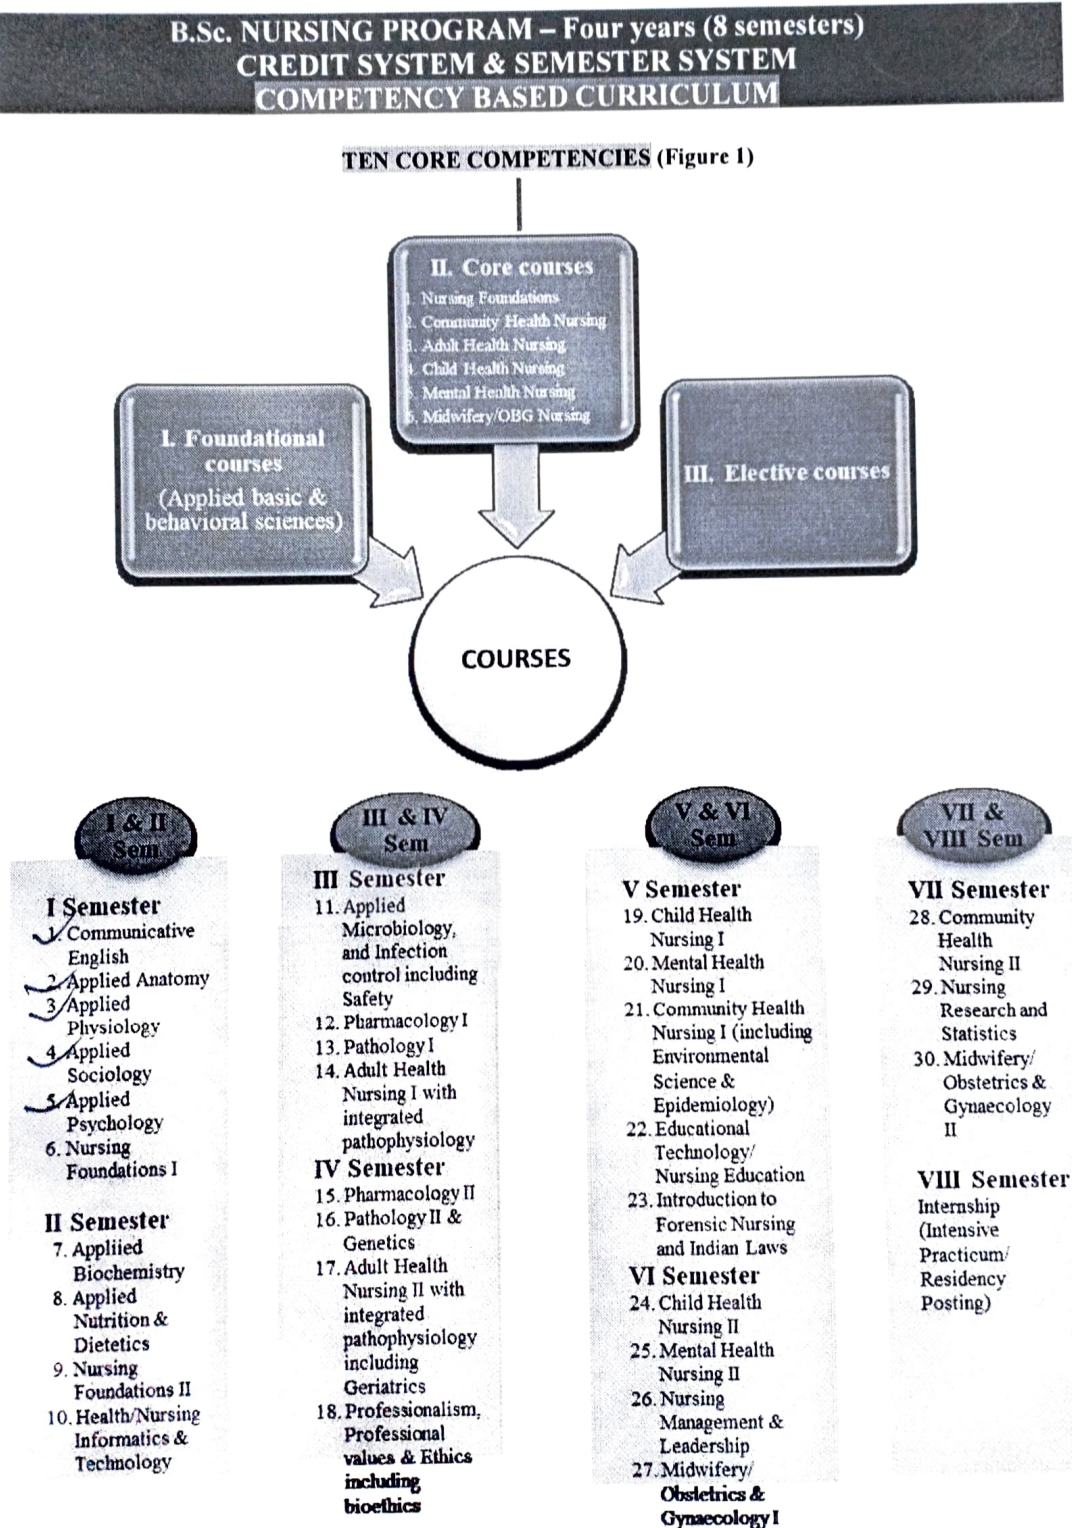 B.Sc. NURSING PROGRAM – Four years (8 semesters)
CREDIT SYSTEM & SEMESTER SYSTEM
COMPETENCY BASED CURRICULUM
TEN CORE COMPETENCIES (Figure 1)
II. Core courses
1. Nursing Foundations
2. Community Health Nursing
3. Adult Health Nursing
4. Child Health Nursing
5. Mental Health Nursing
6. Midwifery/OBG Nursing
I. Foundational
courses
(Applied basic &
behavioral sciences)
III. Elective courses
COURSES
I & II
Sem
I Semester
1. Communicative
English
2. Applied Anatomy
3. Applied
Physiology
4. Applied
Sociology
5. Applied
Psychology
6. Nursing
Foundations I
II Semester
7. Appliied
Biochemistry
8. Applied
Nutrition &
Dietetics
9. Nursing
Foundations II
10. Health/Nursing
Informatics &
Technology
III & IV
Sem
III Semester
11. Applied
Microbiology,
and Infection
control including
Safety
12. Pharmacology I
13. Pathology I
14. Adult Health
Nursing I with
integrated
pathophysiology
IV Semester
15. Pharmacology II
16. Pathology II &
Genetics
17. Adult Health
Nursing II with
integrated
pathophysiology
including
Geriatrics
18. Professionalism,
Professional
values & Ethics
including
bioethics
V & VI
Sem
V Semester
19. Child Health
Nursing I
20. Mental Health
Nursing I
21. Community Health
Nursing I (including
Environmental
Science &
Epidemiology)
22. Educational
Technology/
Nursing Education
23. Introduction to
Forensic Nursing
and Indian Laws
VI Semester
24. Child Health
Nursing II
25. Mental Health
Nursing II
26. Nursing
Management &
Leadership
27. Midwifery/
Obstetrics &
Gynaecology I
VII &
VIII Sem
VII Semester
28. Community
Health
Nursing II
29. Nursing
Research and
Statistics
30. Midwifery/
Obstetrics &
Gynaecology
II
VIII Semester
Internship
(Intensive
Practicum/
Residency
Posting)